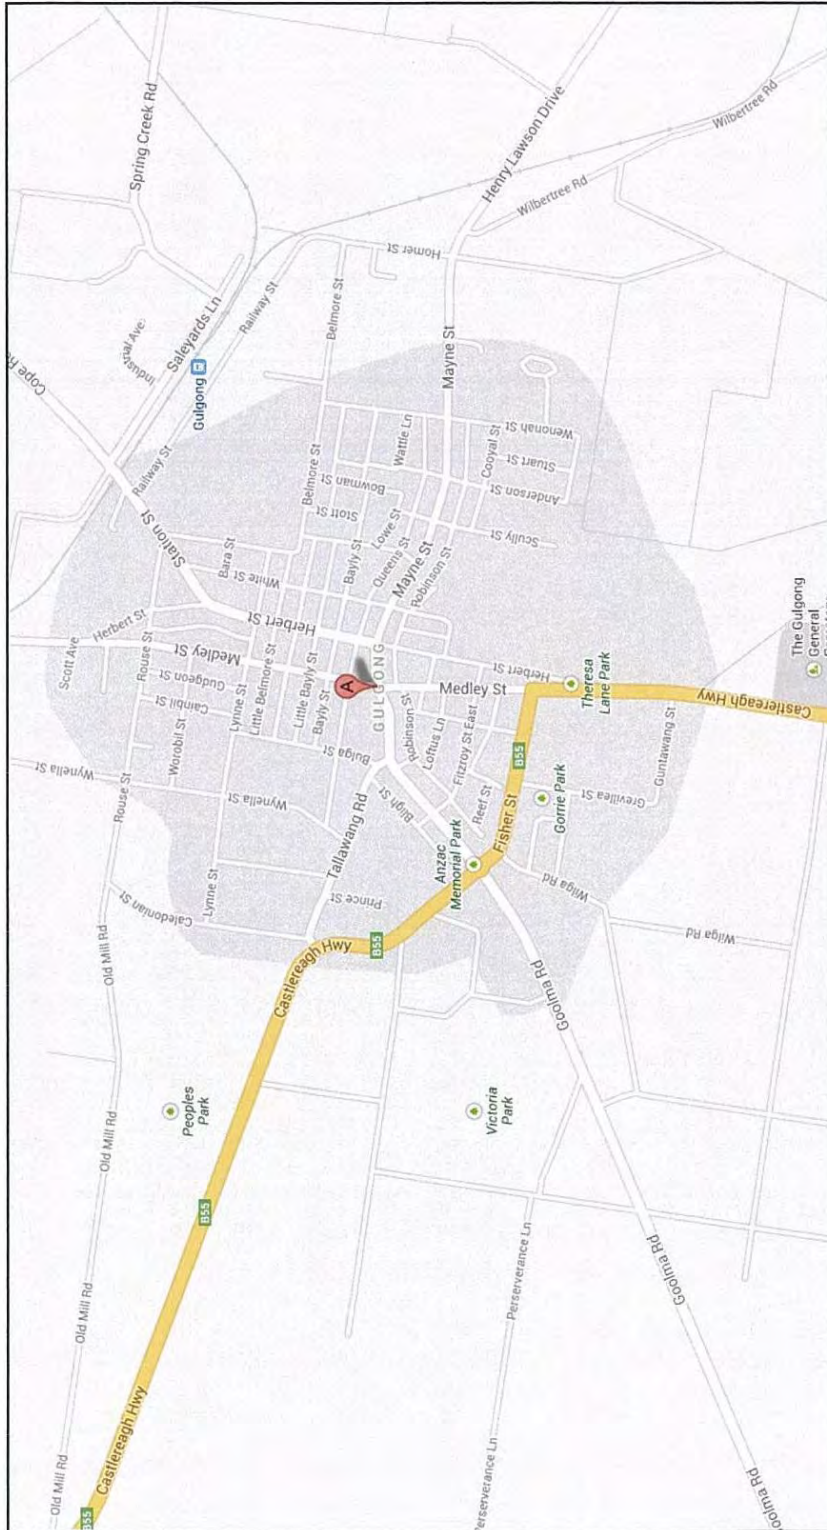 Spring Creek Rd
Cope R
Industrial Ave
Saleyards Ln
Railway St
Gulgong
Railway St
Henry Lawson Drive
Wilbertree Rd
Wilbertree Rd
Homer St
Belmore St
Mayne St
Station St
Belmore St
Bara St
White St
Stott St
Bowman St
Wattle Ln
Lowe St
Queens St
Bayly St
Cooyal St
Wenonah St
Stuart St
Anderson St
Scully St
Mayne St
Robinson St
Scott Ave
Herbert St
Rouse St
Medley St
Gudgeon St
Cainbil St
Herbert St
Worobil St
Lynne St
Little Belmore St
Little Bayly St
Bayly St
A
GULGONG
Medley St
Herbert St
Theresa
Lane Park
The Gulgong
General
Castlereagh Hwy
Wynella St
Rouse St
Wynella St
Bulga St
Robinson St
Loftus Ln
Fitzroy St East
Reef St
Bligh St
B55
Gorrie Park
Grevillea St
Guntawang St
Tallawang Rd
Anzac
Memorial Park
Fisher St
Prince St
Lynne St
Caledonian St
Wilga Rd
Wilga Rd
Old Mill Rd
Castlereagh Hwy
B55
Goolma Rd
Peoples
Park
Victoria
Park
Old Mill Rd
B55
Perserverance Ln
Goolma Rd
Old Mill Rd
Castlereagh Hwy
Old Mill Rd
B55
Perserverance Ln
Goolma Rd